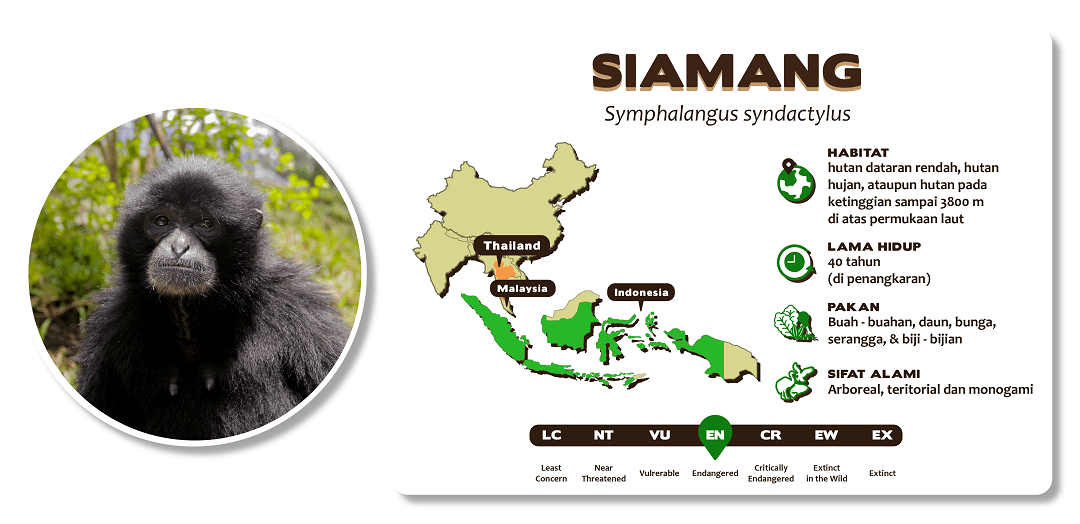 SIAMANG
Symphalangus syndactylus
Thailand
Malaysia
Indonesia
HABITAT
hutan dataran rendah, hutan
hujan, ataupun hutan pada
ketinggian sampai 3800 m
di atas permukaan laut
LAMA HIDUP
40 tahun
(di penangkaran)
PAKAN
Buah - buahan, daun, bunga,
serangga, & biji - bijian
SIFAT ALAMI
Arboreal, teritorial dan monogami
LC NT VU EN CR EW EX
Least Near Vulrerable Endangered Critically Extinct Extinct
Concern Threatened Endangered in the Wild